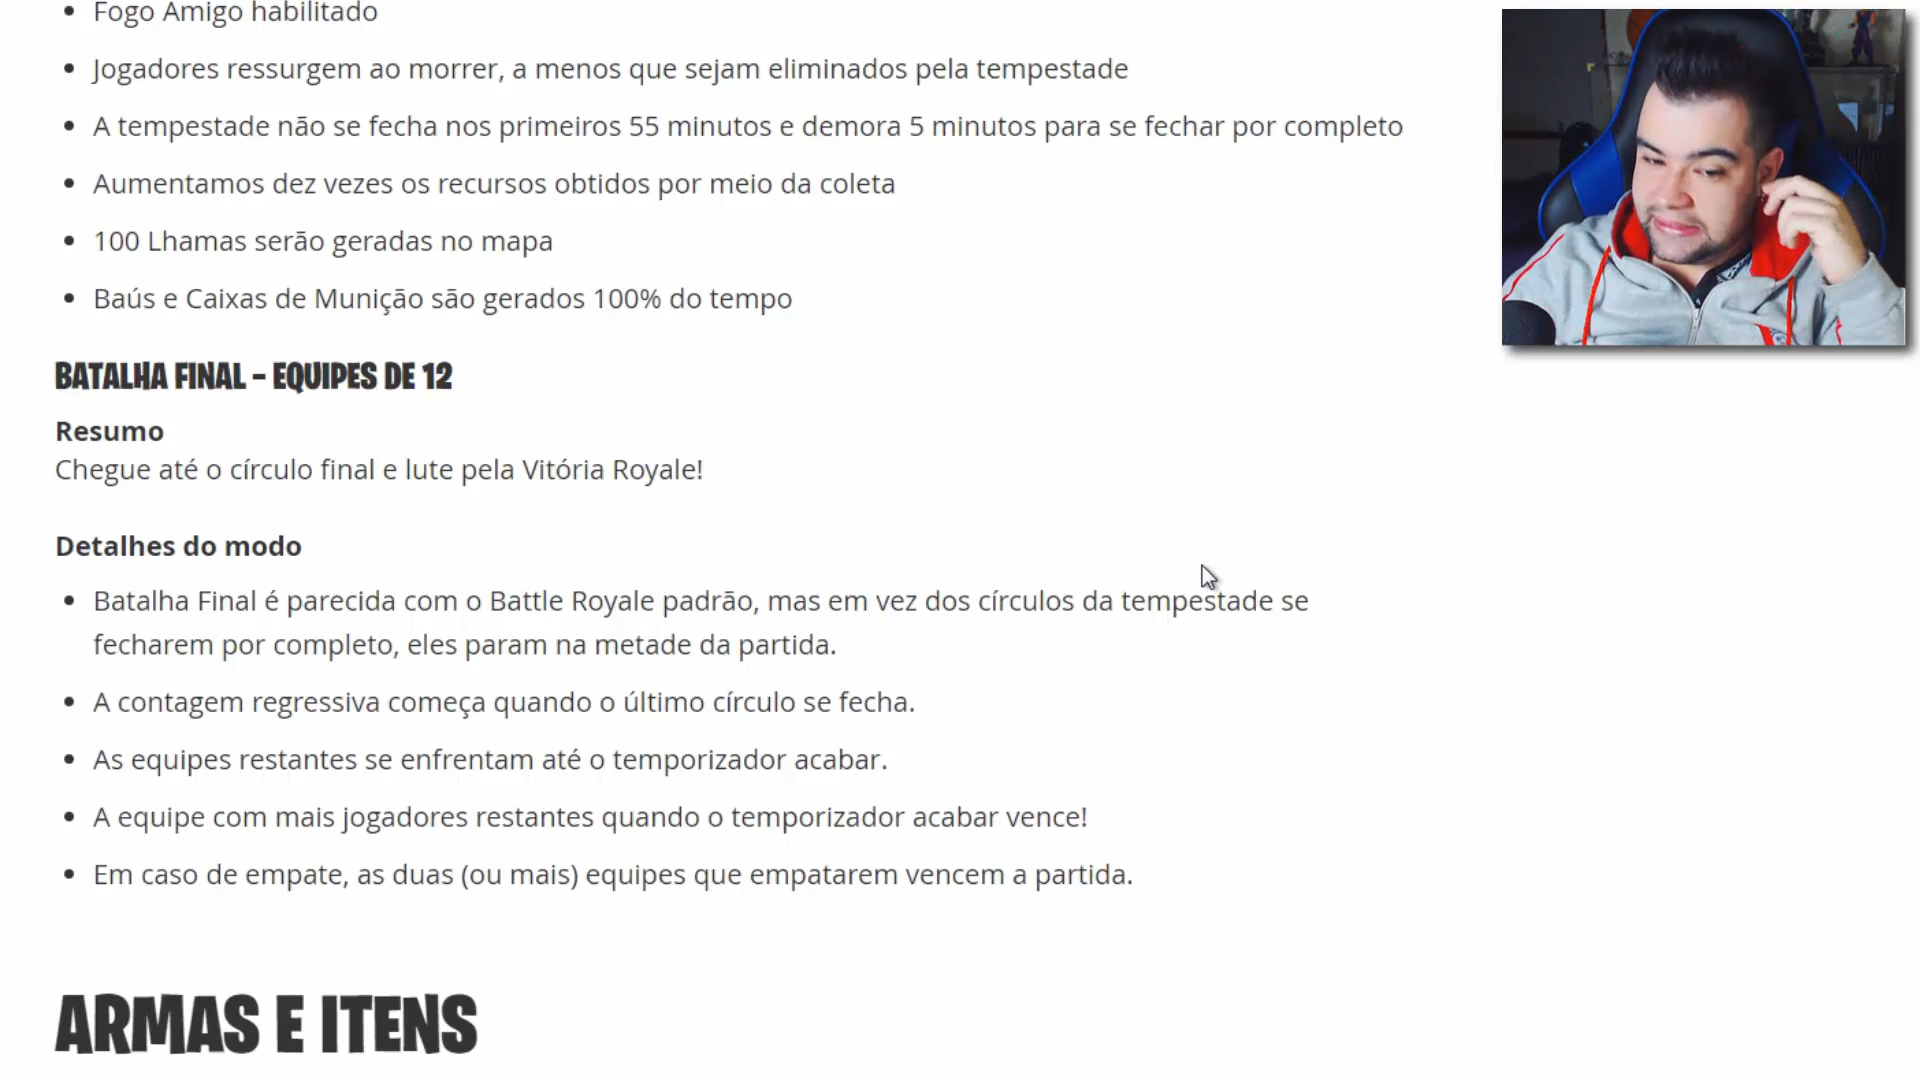 Fogo Amigo habilitado
Jogadores ressurgem ao morrer, a menos que sejam eliminados pela tempestade
A tempestade não se fecha nos primeiros 55 minutos e demora 5 minutos para se fechar por completo
Aumentamos dez vezes os recursos obtidos por meio da coleta
100 Lhamas serão geradas no mapa
Baús e Caixas de Munição são gerados 100% do tempo
BATALHA FINAL – EQUIPES DE 12
Resumo
Chegue até o círculo final e lute pela Vitória Royale!
Detalhes do modo
Batalha Final é parecida com o Battle Royale padrão, mas em vez dos círculos da tempestade se
fecharem por completo, eles param na metade da partida.
A contagem regressiva começa quando o último círculo se fecha.
As equipes restantes se enfrentam até o temporizador acabar.
A equipe com mais jogadores restantes quando o temporizador acabar vence!
Em caso de empate, as duas (ou mais) equipes que empatarem vencem a partida.
ARMAS E ITENS